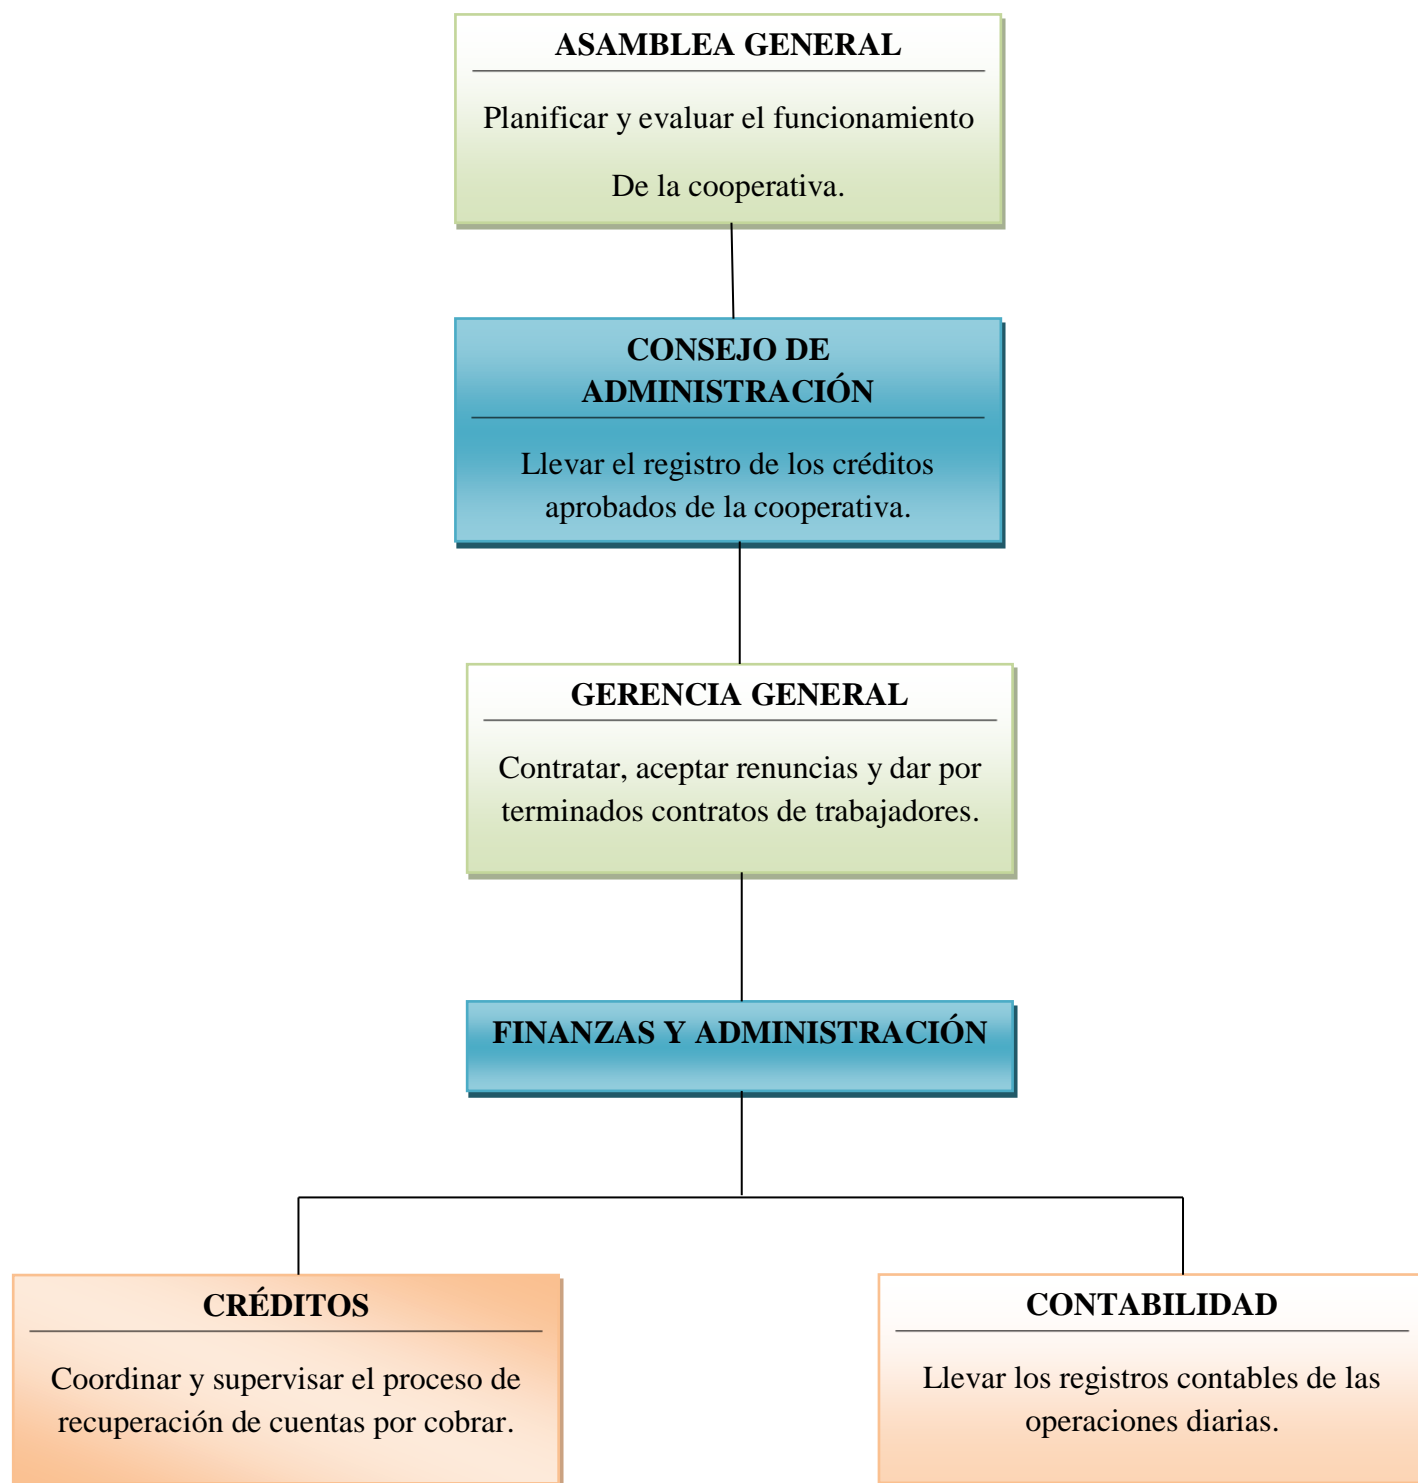 ASAMBLEA GENERAL
Planificar y evaluar el funcionamiento
De la cooperativa.
CONSEJO DE
ADMINISTRACIÓN
Llevar el registro de los créditos
aprobados de la cooperativa.
GERENCIA GENERAL
Contratar, aceptar renuncias y dar por
terminados contratos de trabajadores.
FINANZAS Y ADMINISTRACIÓN
CRÉDITOS
Coordinar y supervisar el proceso de
recuperación de cuentas por cobrar.
CONTABILIDAD
Llevar los registros contables de las
operaciones diarias.